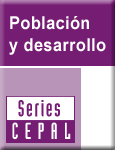 Población
y desarrollo
Series
CEPAL